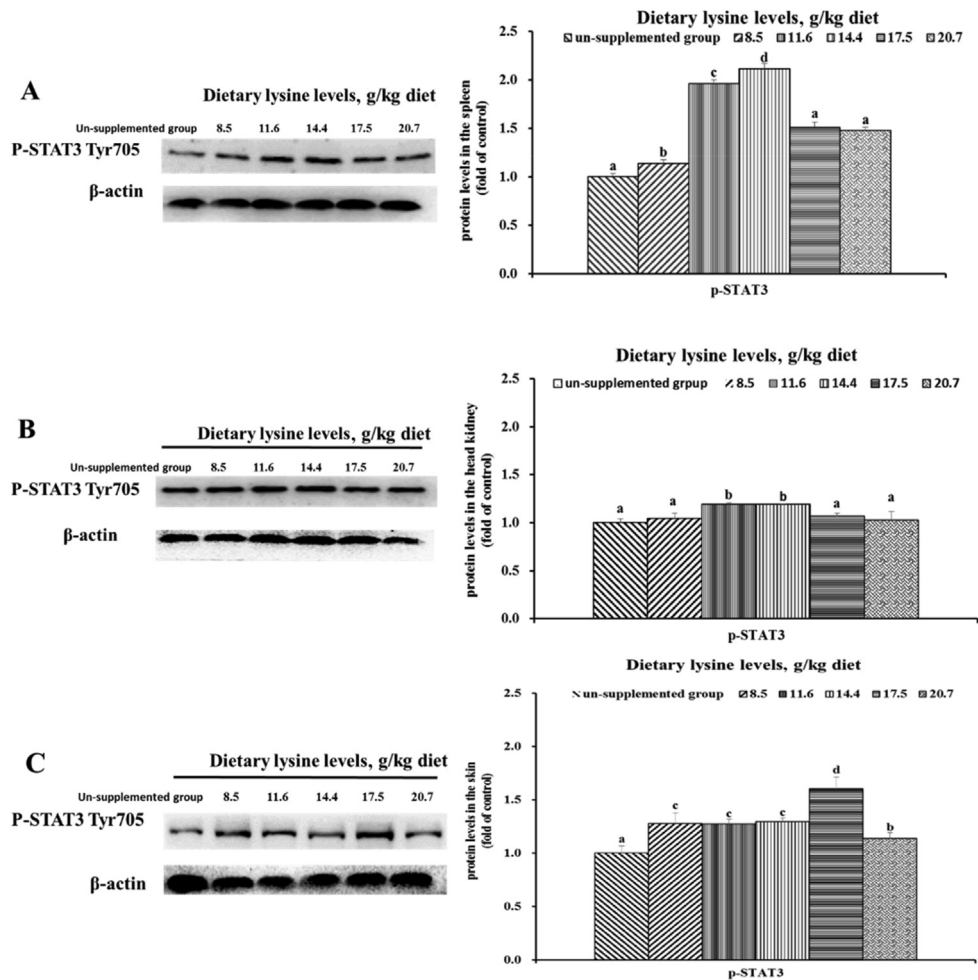 A
Dietary lysine levels, g/kg diet
Un-supplemented group 8.5 11.6 14.4 17.5 20.7
P-STAT3 Tyr705
β-actin
Dietary lysine levels, g/kg diet
un-supplemented group 8.5 11.6 14.4 17.5 20.7
protein levels in the spleen
(fold of control)
2.5
2.0
1.5
1.0
0.5
0.0
a b c d a a
p-STAT3
B
Dietary lysine levels, g/kg diet
Un-supplemented group 8.5 11.6 14.4 17.5 20.7
P-STAT3 Tyr705
β-actin
Dietary lysine levels, g/kg diet
un-supplemented grpup 8.5 11.6 14.4 17.5 20.7
protein levels in the head kidney
(fold of control)
2.5
2.0
1.5
1.0
0.5
0.0
a a b b a a
p-STAT3
C
Dietary lysine levels, g/kg diet
Un-supplemented group 8.5 11.6 14.4 17.5 20.7
P-STAT3 Tyr705
β-actin
Dietary lysine levels, g/kg diet
un-supplemented group 8.5 11.6 14.4 17.5 20.7
protein levels in the skin
(fold of control)
2.5
2.0
1.5
1.0
0.5
0.0
a c c c d b
p-STAT3